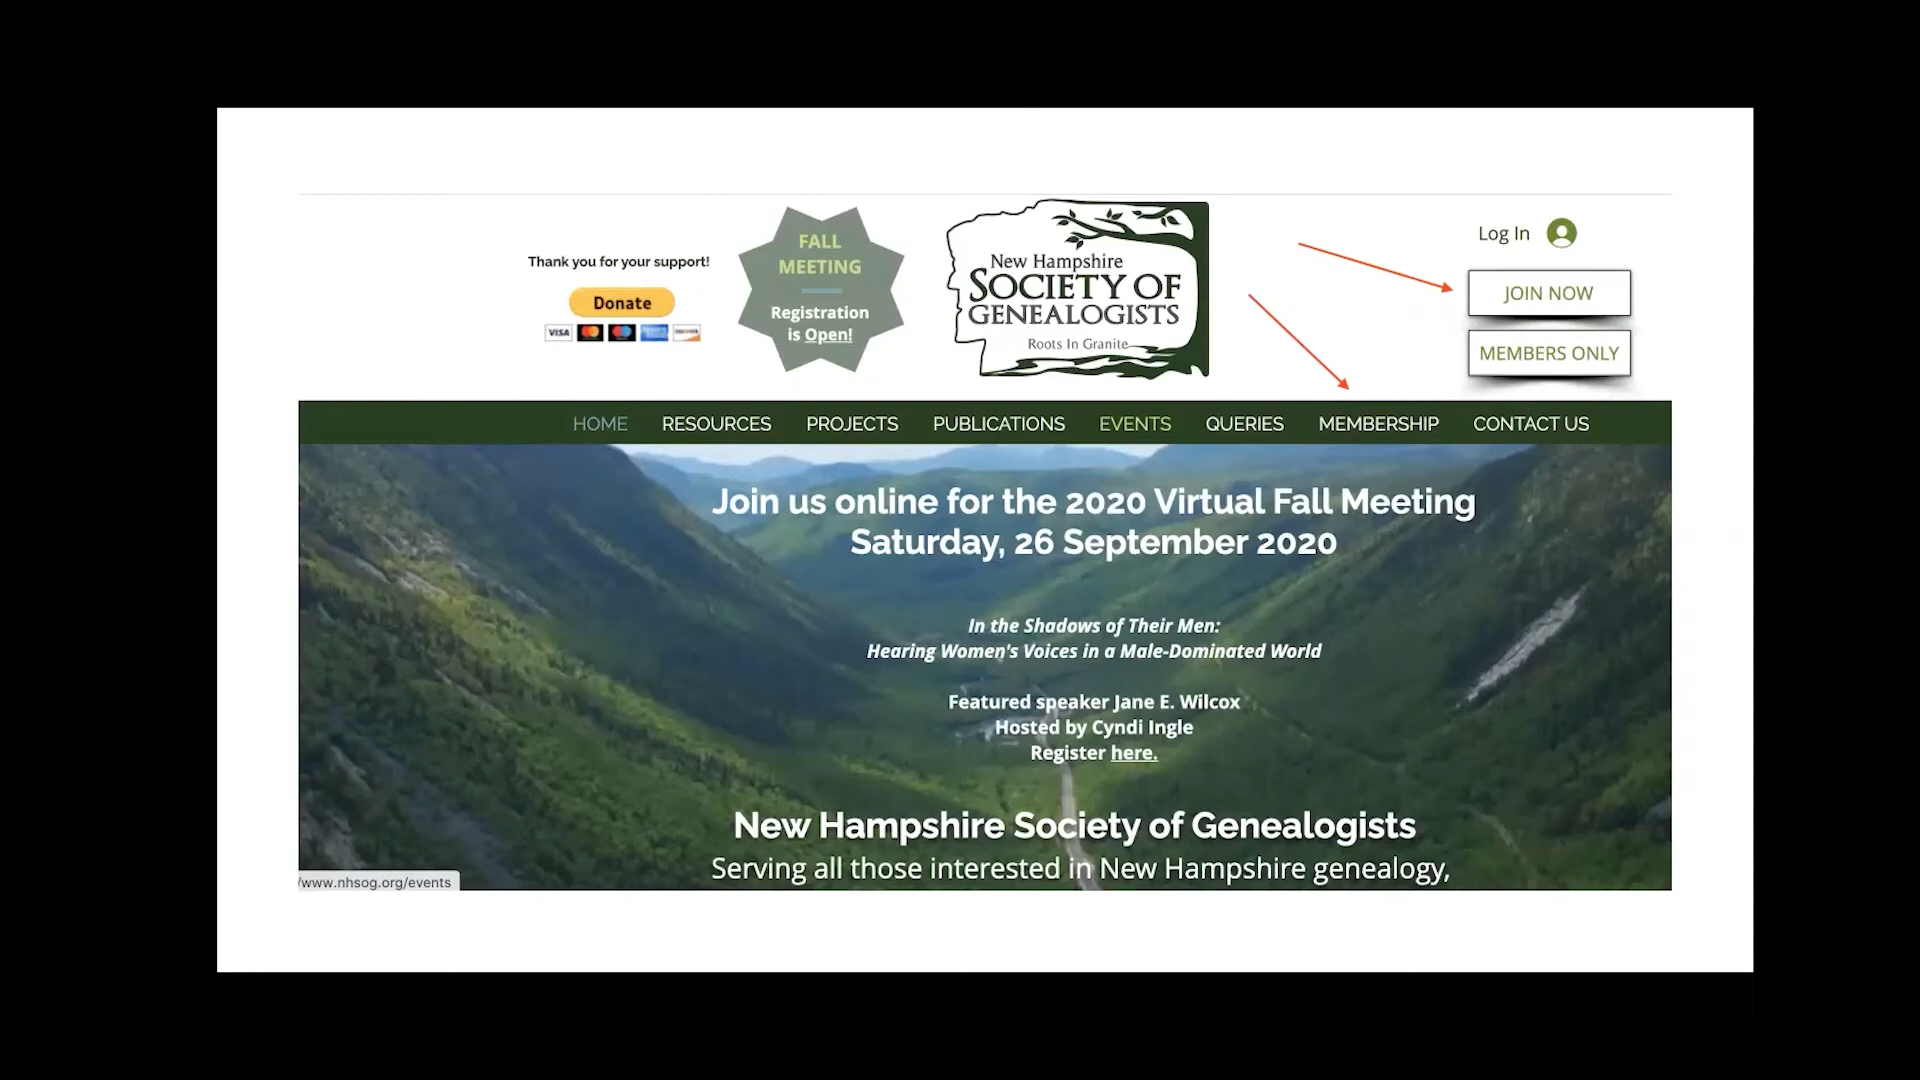 Thank you for your support!
Donate
VISA
FALL
MEETING
Registration
is Open!
New Hampshire
SOCIETY OF
GENEALOGISTS
Roots In Granite
Log In
JOIN NOW
MEMBERS ONLY
HOME RESOURCES PROJECTS PUBLICATIONS EVENTS QUERIES MEMBERSHIP CONTACT US
Join us online for the 2020 Virtual Fall Meeting
Saturday, 26 September 2020
In the Shadows of Their Men:
Hearing Women's Voices in a Male-Dominated World
Featured speaker Jane E. Wilcox
Hosted by Cyndi Ingle
Register here.
New Hampshire Society of Genealogists
Serving all those interested in New Hampshire genealogy,
/www.nhsog.org/events